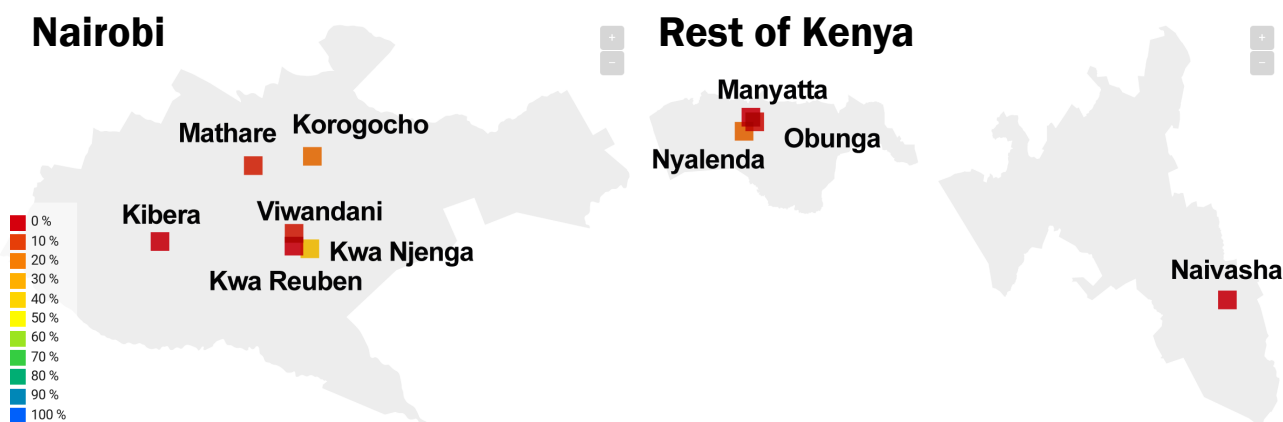 Nairobi
Rest of Kenya
+
−
+
−
Mathare
Korogocho
Kibera
Viwandani
Kwa Njenga
Kwa Reuben
Manyatta
Obunga
Nyalenda
Naivasha
0 %
10 %
20 %
30 %
40 %
50 %
60 %
70 %
80 %
90 %
100 %